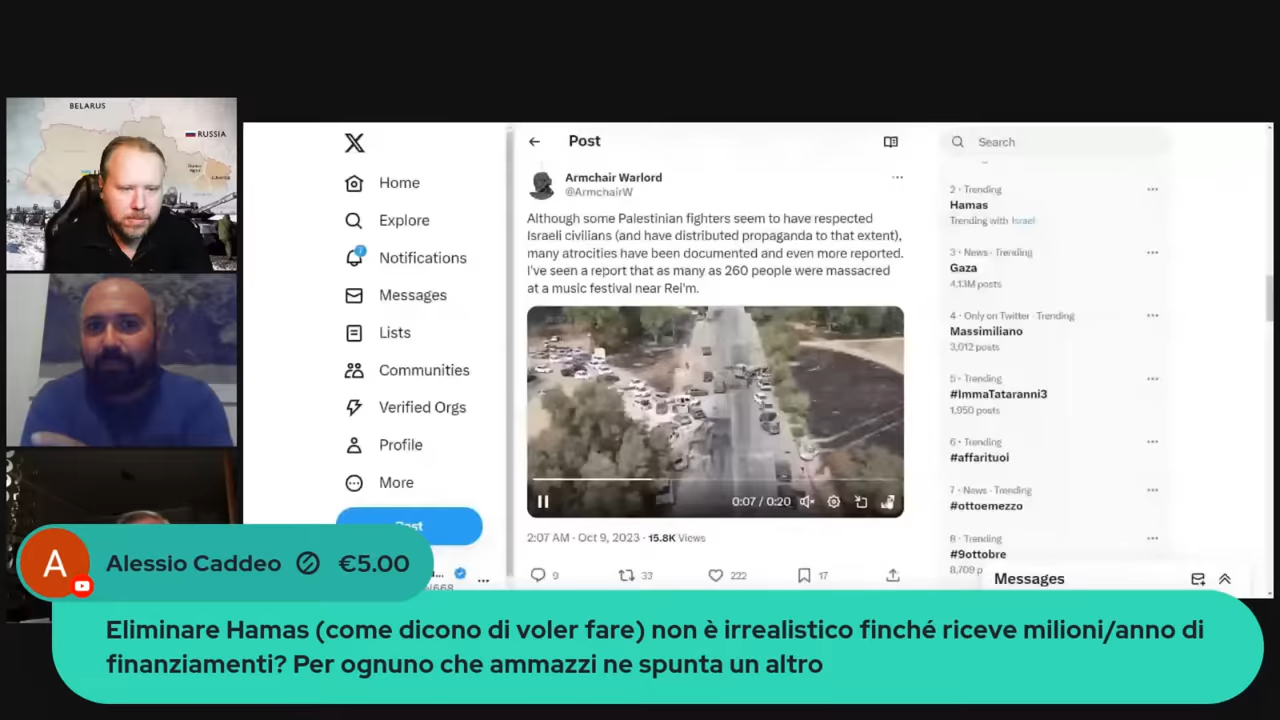 BELARUS
RUSSIA
Home
Explore
Notifications
Messages
Lists
Communities
Verified Orgs
Profile
More
Post
Armchair Warlord
@ArmchairW
Although some Palestinian fighters seem to have respected
Israeli civilians (and have distributed propaganda to that extent),
many atrocities have been documented and even more reported.
I've seen a report that as many as 260 people were massacred
at a music festival near Rei'm.
0:07 / 0:20
2:07 AM · Oct 9, 2023 · 15.8K Views
9 33 222 17
Search
2 · Trending
Hamas
Trending with Israel
3 · News · Trending
Gaza
4.13M posts
4 · Only on Twitter · Trending
Massimiliano
3,012 posts
5 · Trending
#ImmaTataranni3
1,950 posts
6 · Trending
#affarituoi
7 · News · Trending
#ottoemezzo
8 · Trending
#9ottobre
8,709 p
Messages
A
Alessio Caddeo €5.00
Eliminare Hamas (come dicono di voler fare) non è irrealistico finché riceve milioni/anno di
finanziamenti? Per ognuno che ammazzi ne spunta un altro